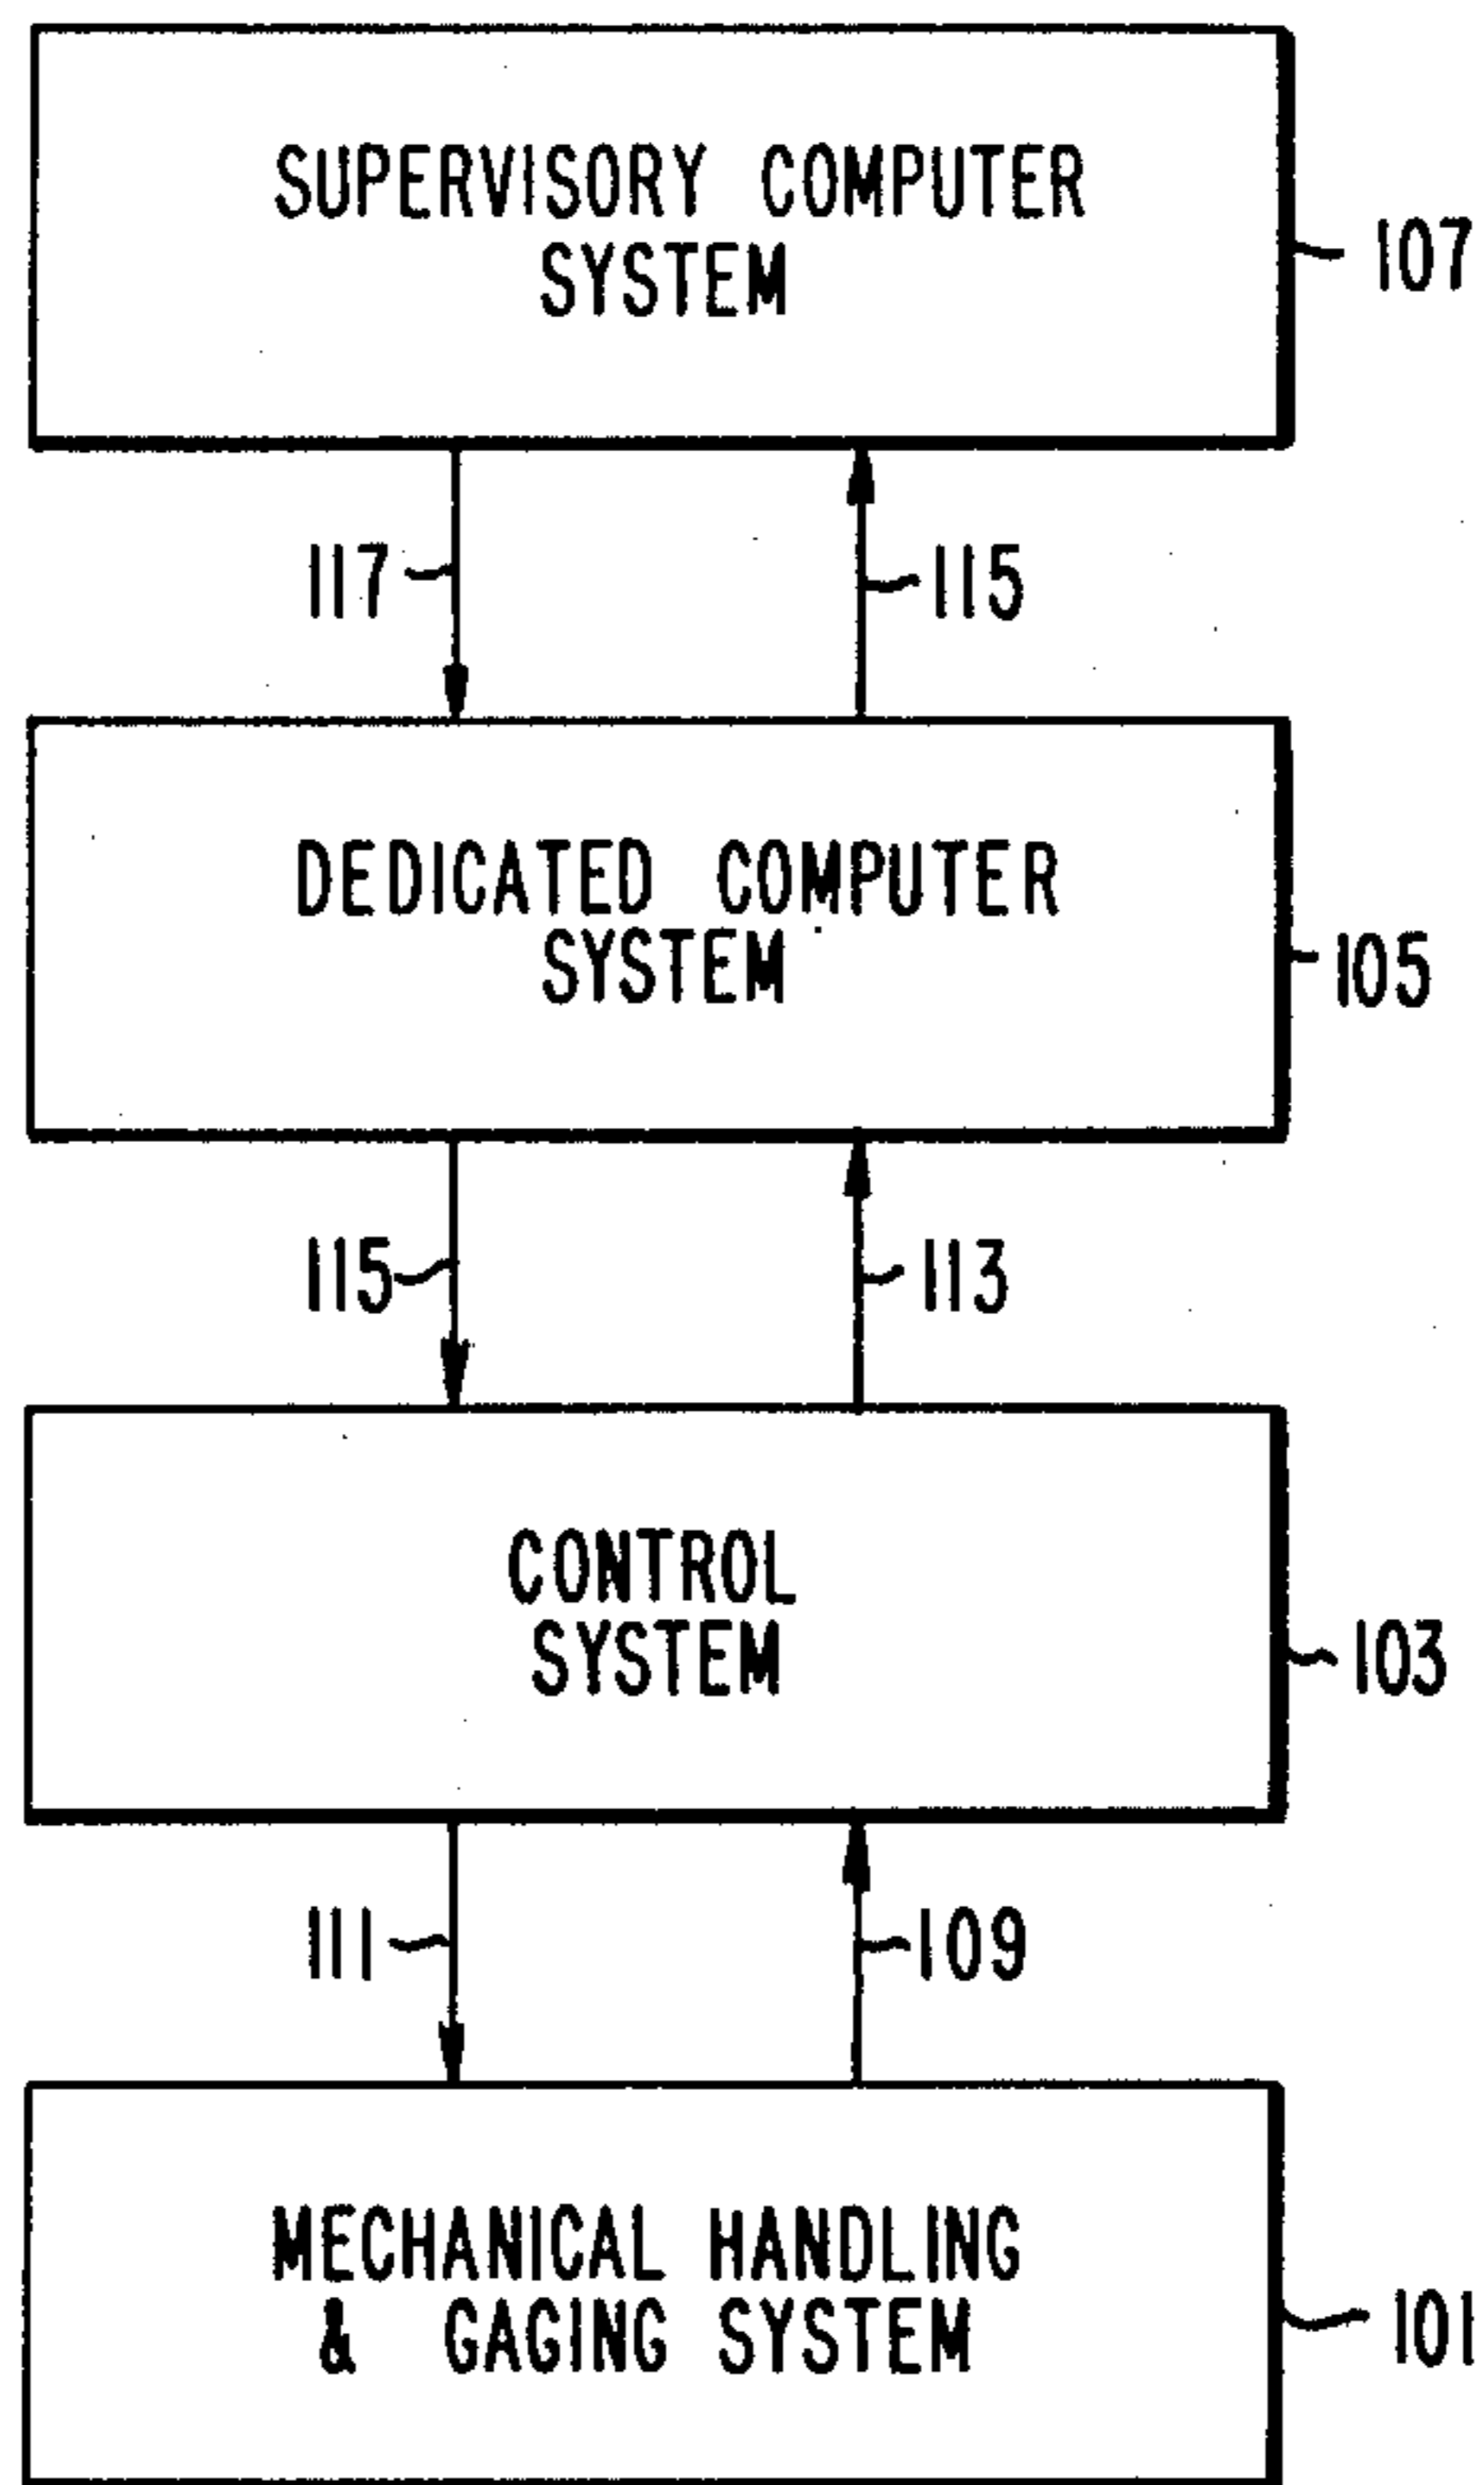 SUPERVISORY COMPUTER
SYSTEM
107
117
115
DEDICATED COMPUTER
SYSTEM
105
115
113
CONTROL
SYSTEM
103
111
109
MECHANICAL HANDLING
& GAGING SYSTEM
101